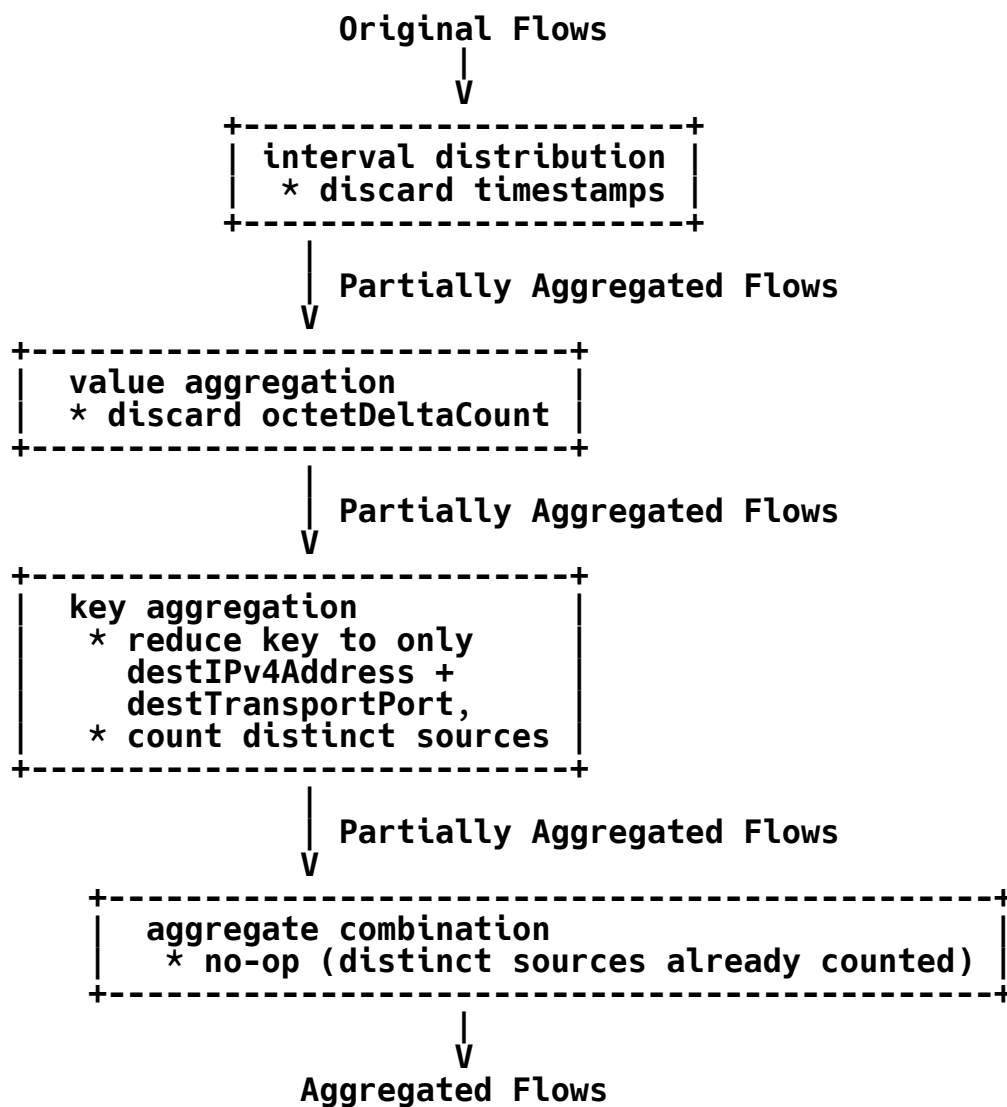 Original Flows
|
V
+-----------------------+
| interval distribution |
|  * discard timestamps |
+-----------------------+
|
| Partially Aggregated Flows
V
+----------------------------+
|  value aggregation         |
|  * discard octetDeltaCount |
+----------------------------+
|
| Partially Aggregated Flows
V
+----------------------------+
|  key aggregation           |
|   * reduce key to only     |
|     destIPv4Address +      |
|     destTransportPort,     |
|   * count distinct sources |
+----------------------------+
|
| Partially Aggregated Flows
V
+----------------------------------------------+
|  aggregate combination                       |
|   * no-op (distinct sources already counted) |
+----------------------------------------------+
|
V
Aggregated Flows